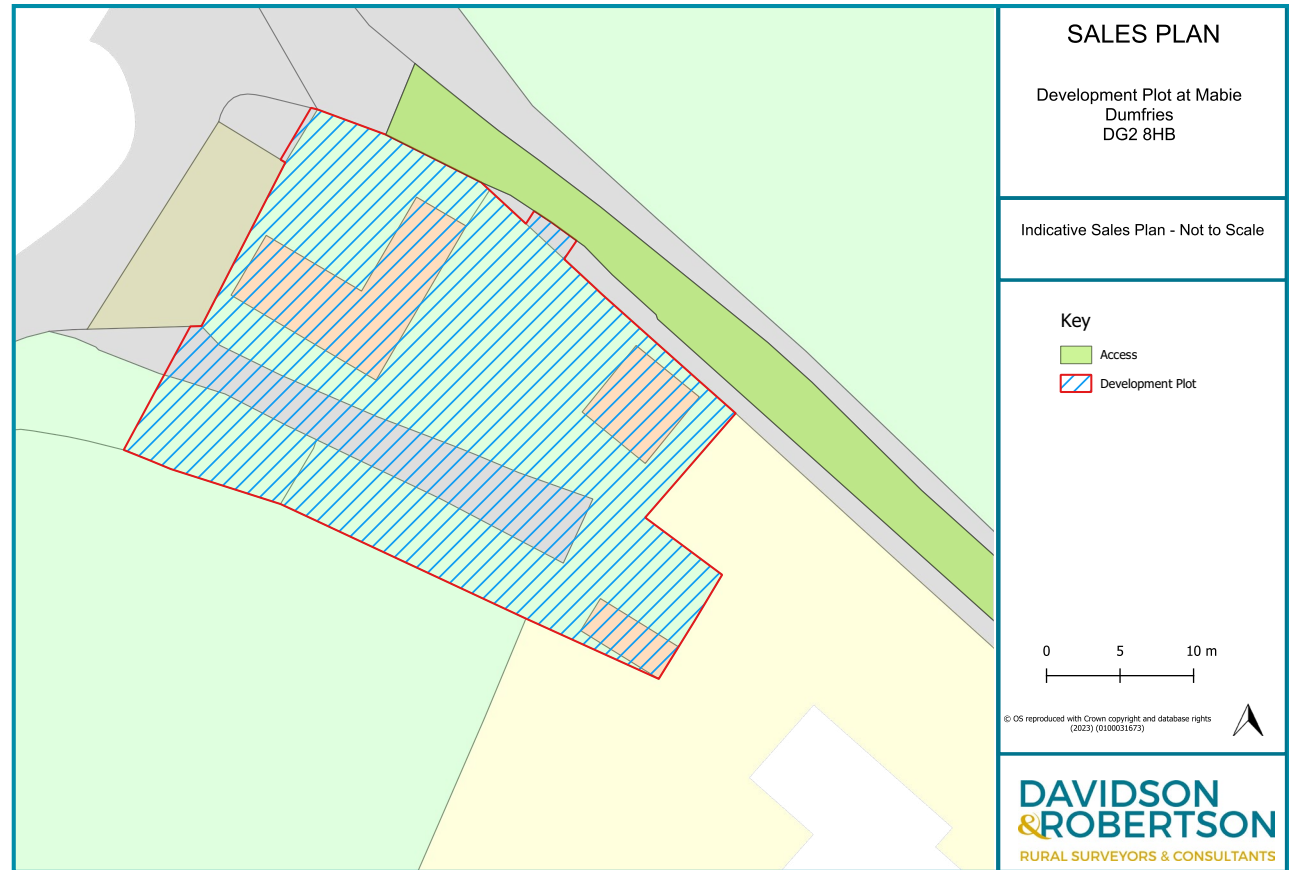 SALES PLAN
Development Plot at Mabie
Dumfries
DG2 8HB
Indicative Sales Plan - Not to Scale
Key
Access
Development Plot
0 5 10 m
© OS reproduced with Crown copyright and database rights
(2023) (0100031673)
DAVIDSON
&ROBERTSON
RURAL SURVEYORS & CONSULTANTS